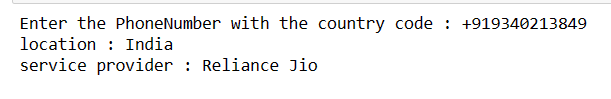 Enter the PhoneNumber with the country code : +919340213849
location : India
service provider : Reliance Jio